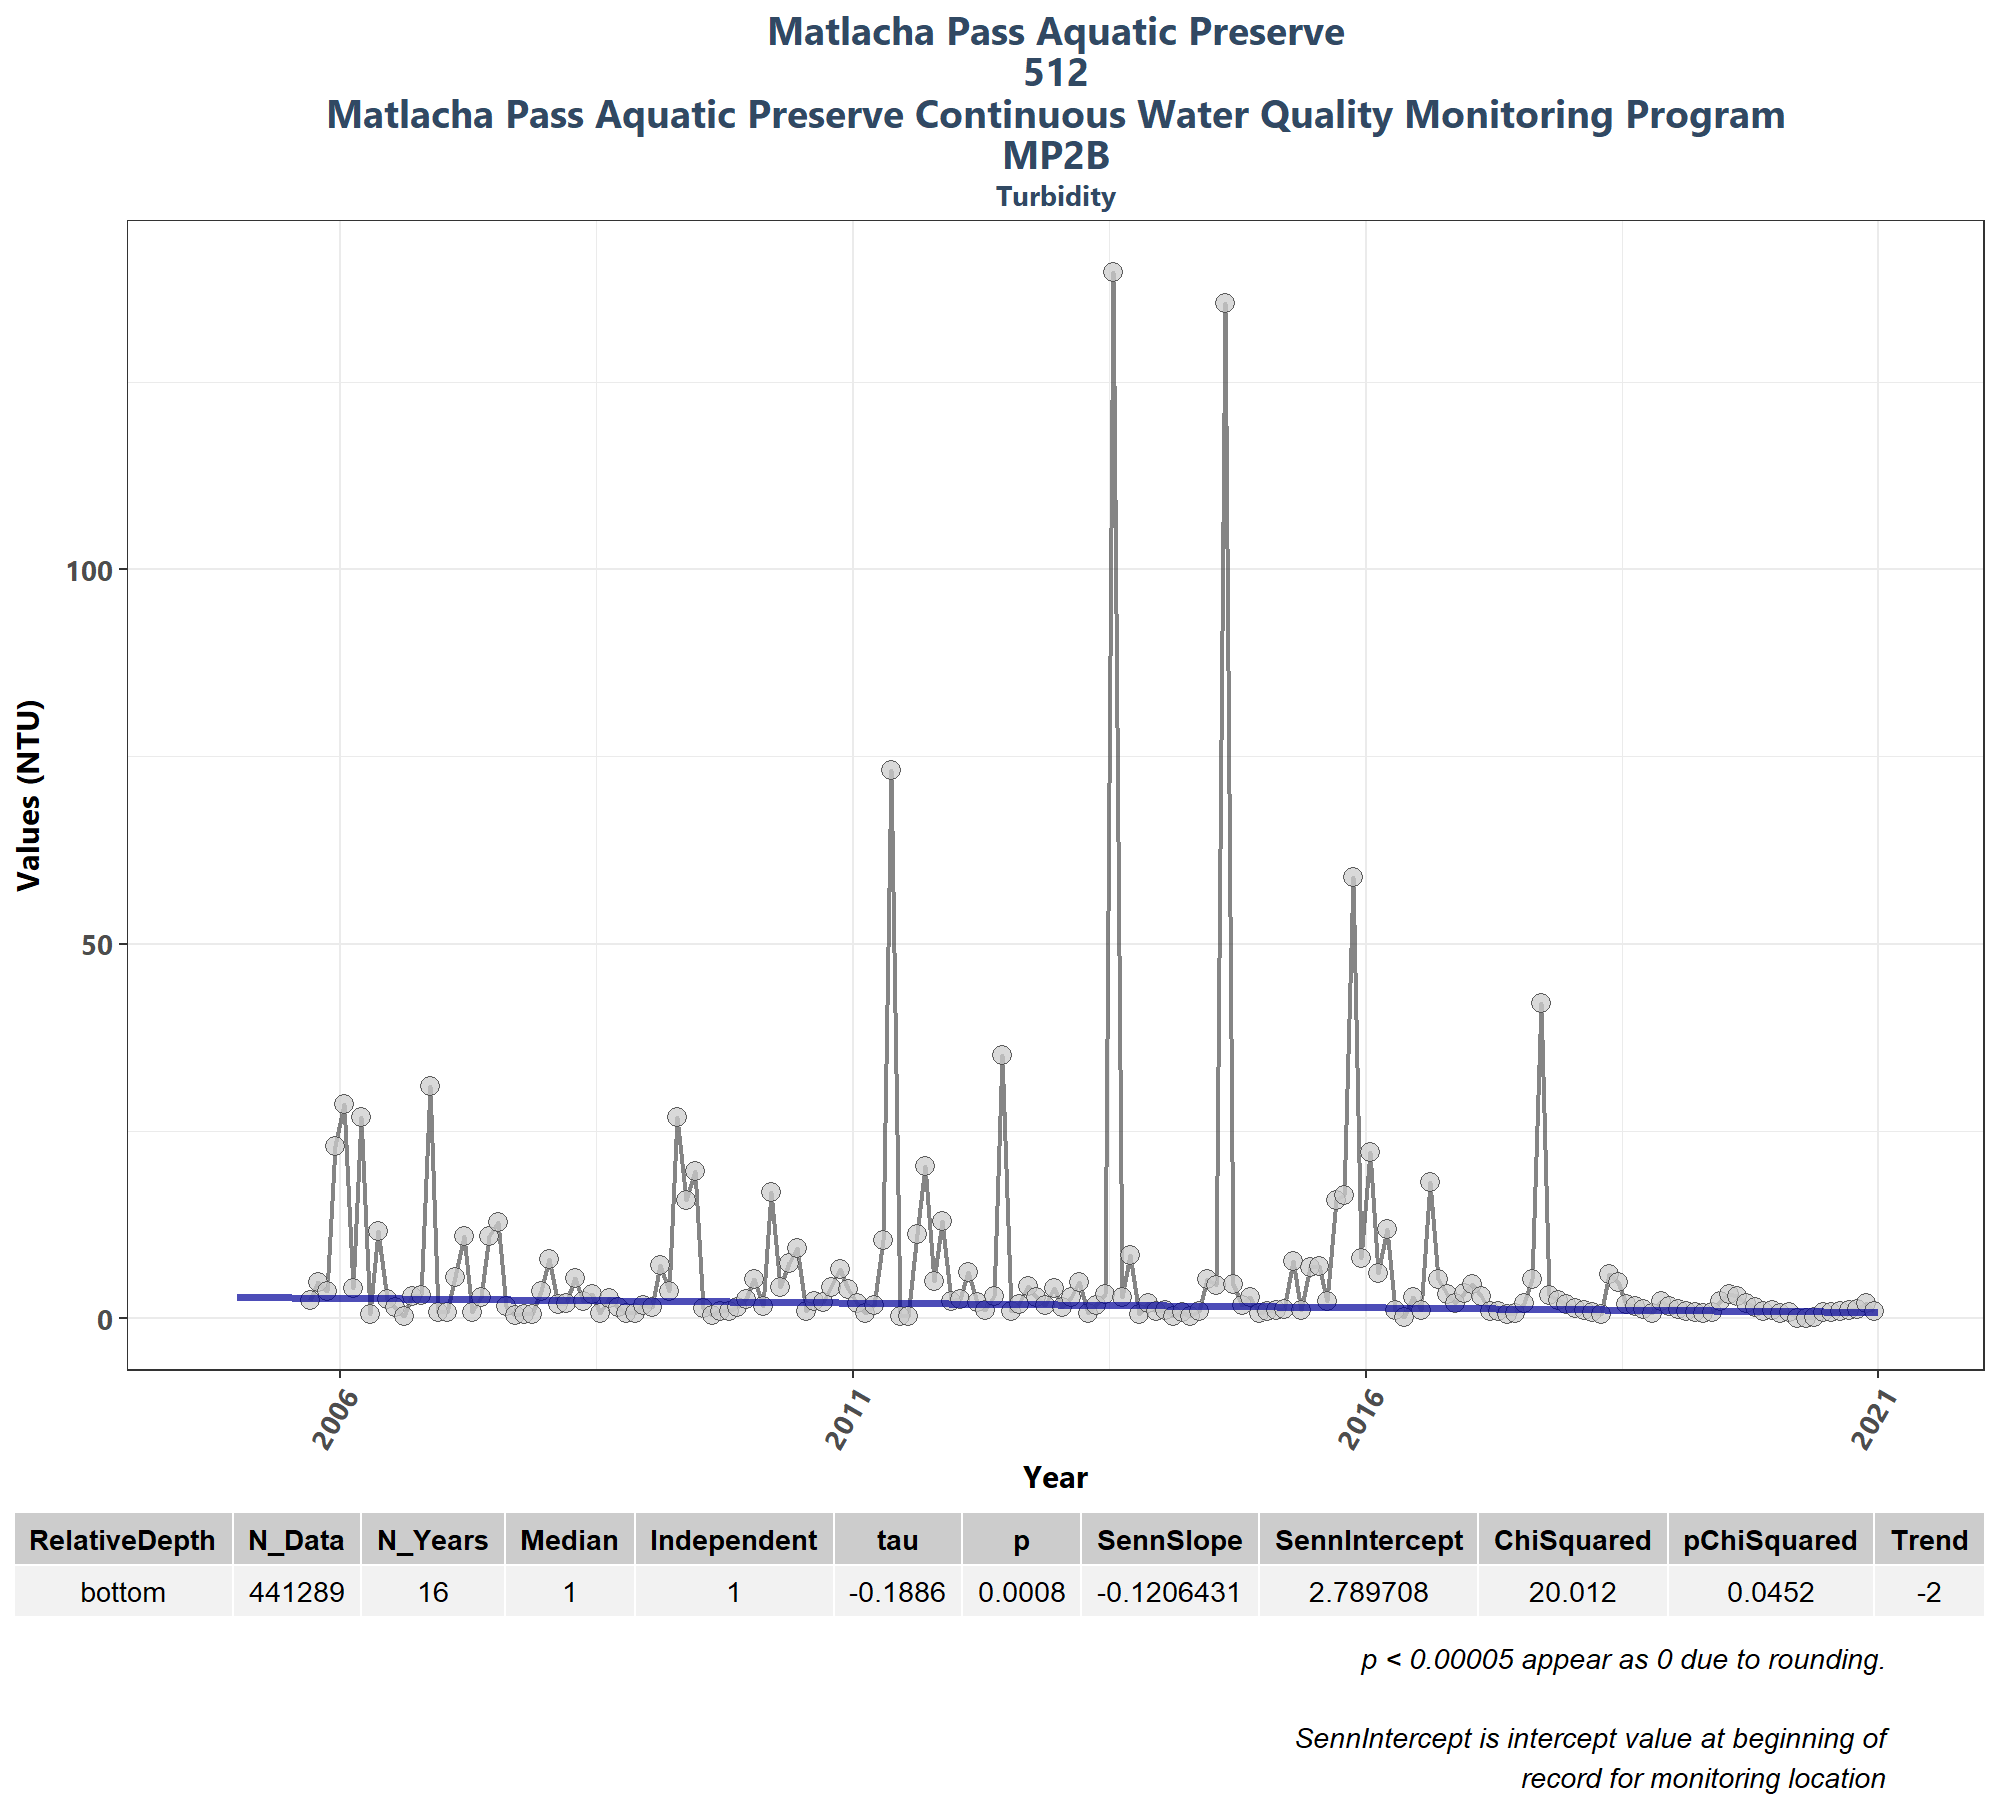 Matlacha Pass Aquatic Preserve
512
Matlacha Pass Aquatic Preserve Continuous Water Quality Monitoring Program
MP2B
Turbidity
Values (NTU)
100
50
0
2006
2011
2016
2021
Year
RelativeDepth N_Data N_Years Median Independent tau p SennSlope SennIntercept ChiSquared pChiSquared Trend
bottom 441289 16 1 1 -0.1886 0.0008 -0.1206431 2.789708 20.012 0.0452 -2
p < 0.00005 appear as 0 due to rounding.
SennIntercept is intercept value at beginning of
record for monitoring location